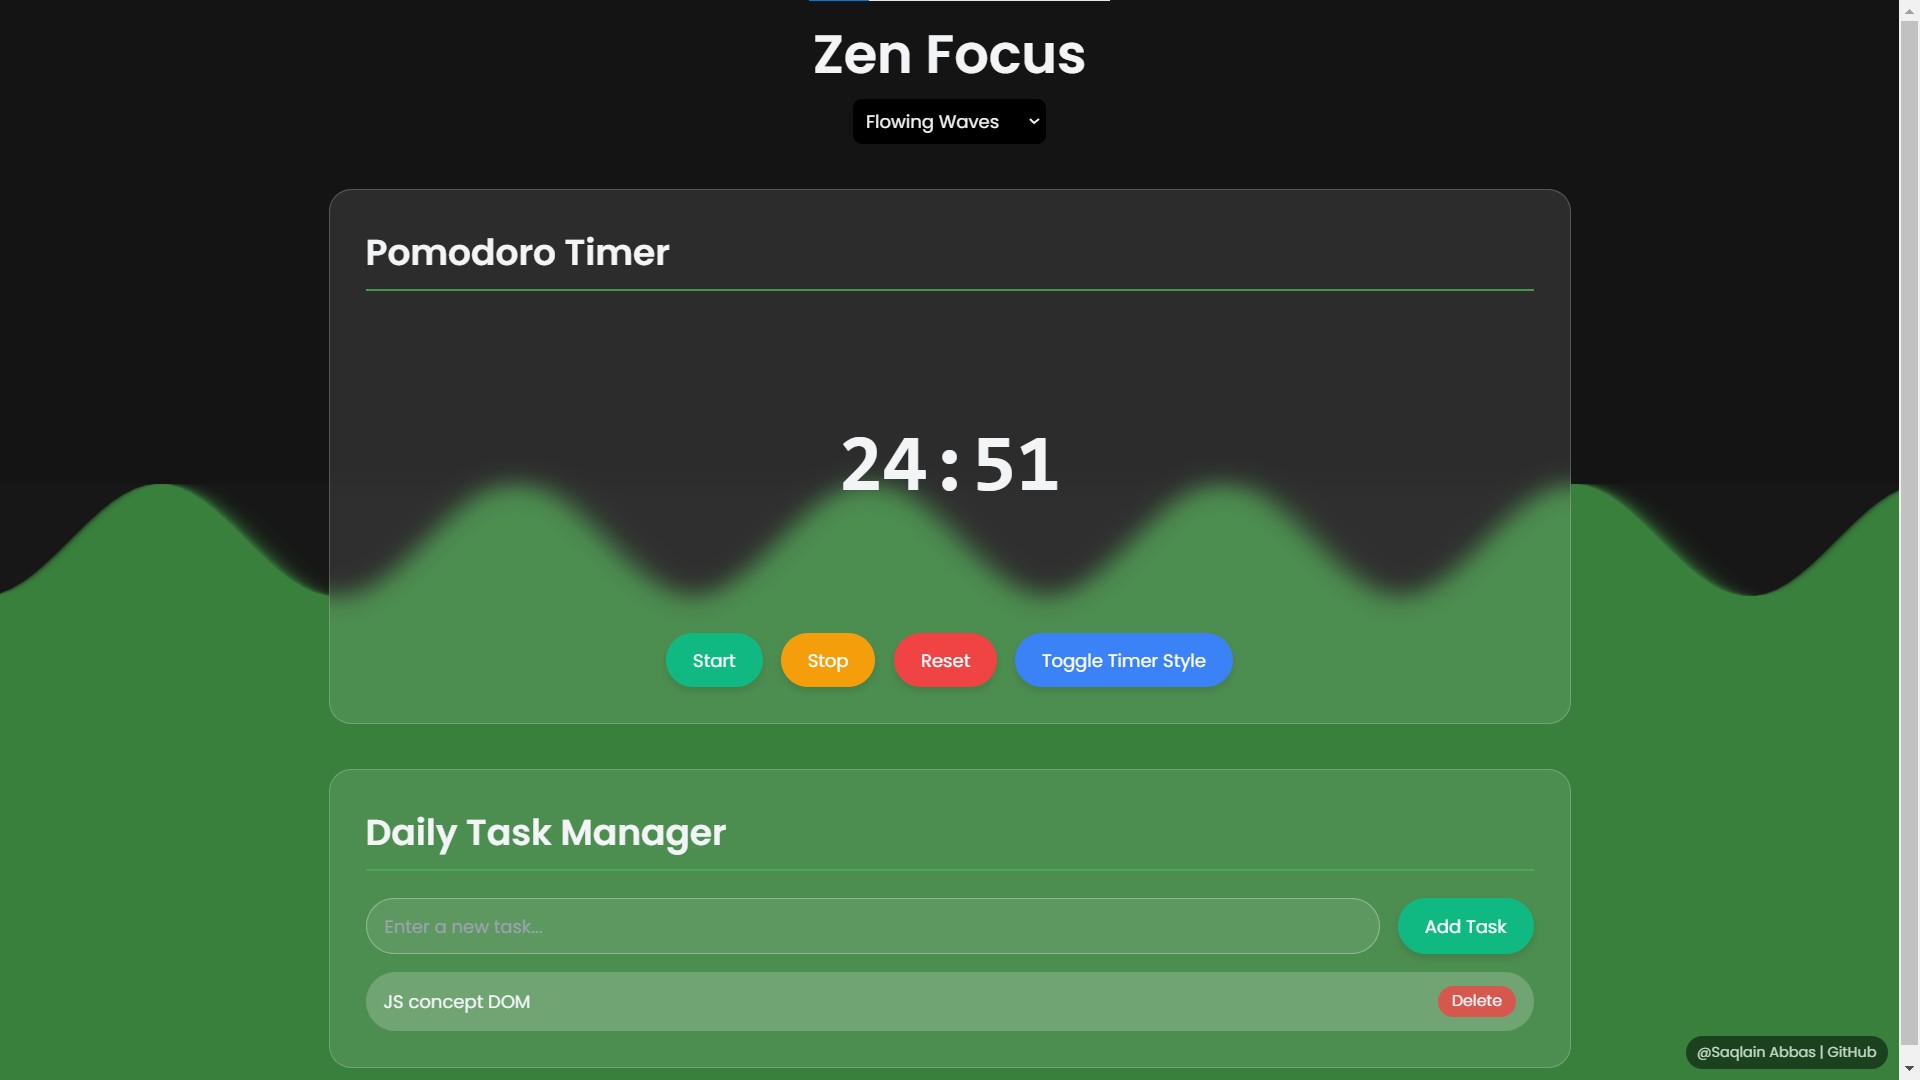 Zen Focus
Flowing Waves
Pomodoro Timer
24:51
Start Stop Reset Toggle Timer Style
Daily Task Manager
Enter a new task... Add Task
JS concept DOM Delete
@Saqlain Abbas | GitHub